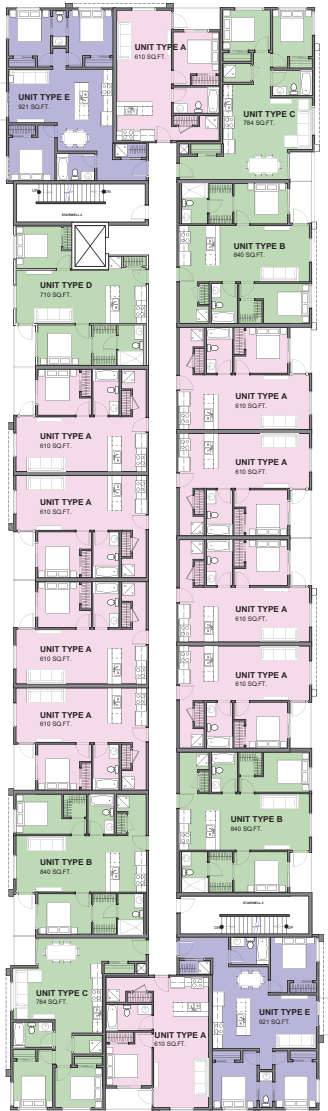 UNIT TYPE A
610 SQ.FT.
UNIT TYPE E
921 SQ.FT.
UNIT TYPE C
784 SQ.FT.
UP
DN
STAIRWELL 2
UNIT TYPE B
840 SQ.FT.
UNIT TYPE D
710 SQ.FT.
UNIT TYPE A
610 SQ.FT.
UNIT TYPE A
610 SQ.FT.
UNIT TYPE A
610 SQ.FT.
UNIT TYPE A
610 SQ.FT.
UNIT TYPE A
610 SQ.FT.
UNIT TYPE A
610 SQ.FT.
UNIT TYPE A
610 SQ.FT.
UNIT TYPE A
610 SQ.FT.
UNIT TYPE B
840 SQ.FT.
UNIT TYPE B
840 SQ.FT.
UNIT TYPE C
784 SQ.FT.
UNIT TYPE E
921 SQ.FT.
UNIT TYPE A
610 SQ.FT.